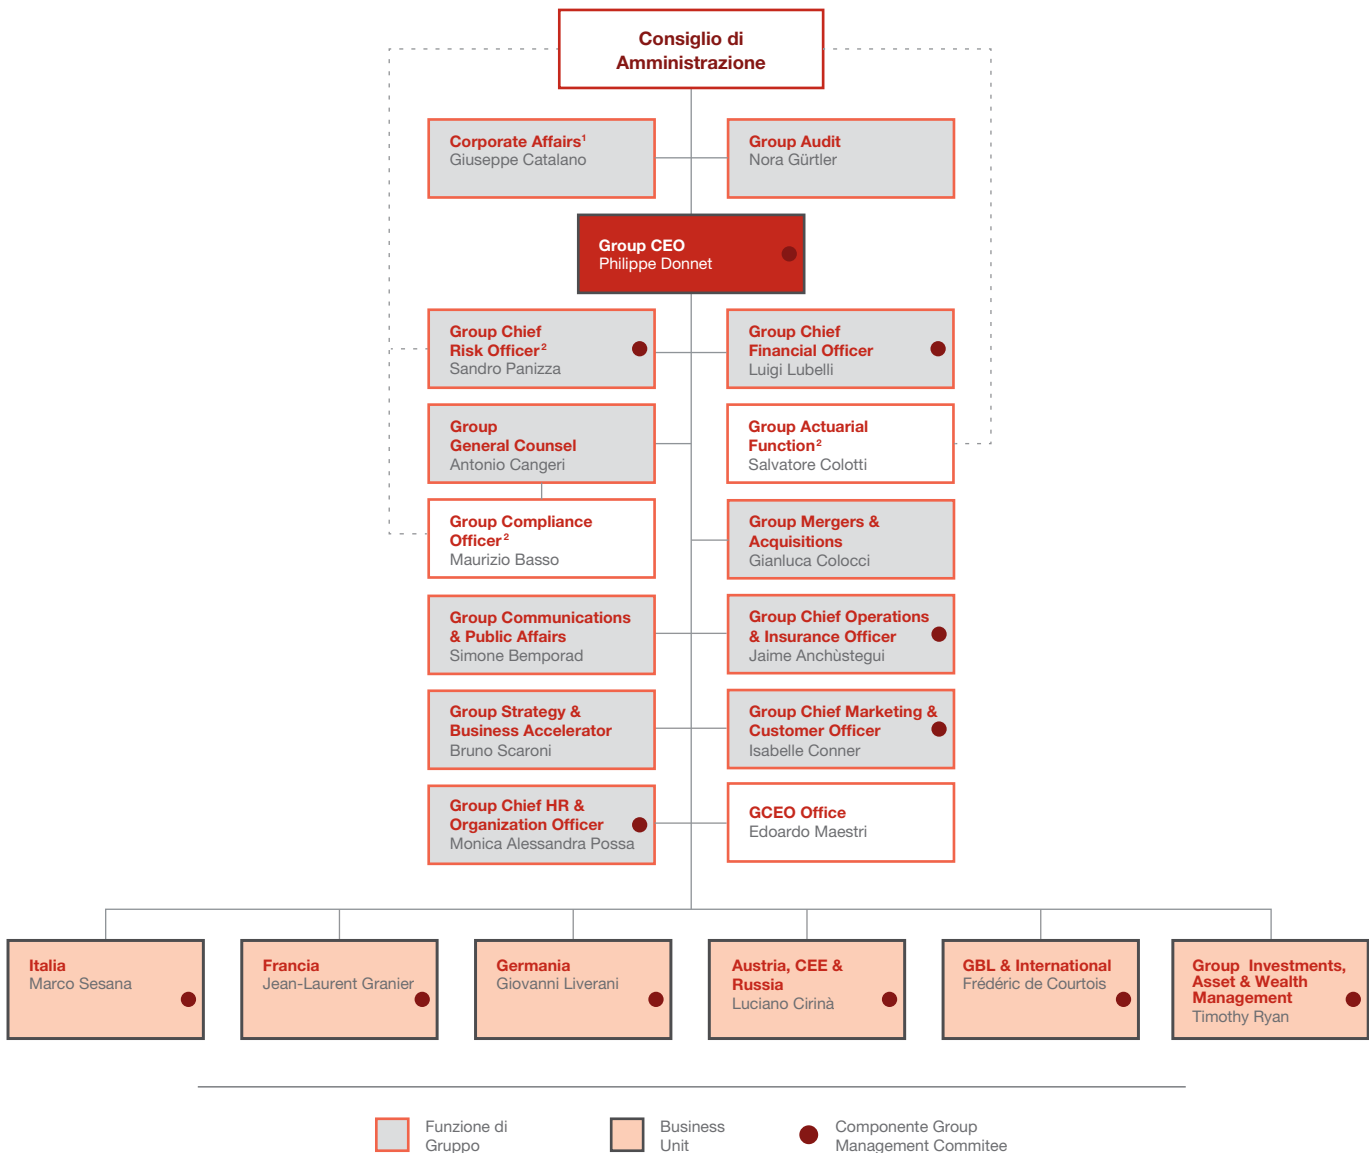 Consiglio di
Amministrazione
Corporate Affairs¹
Giuseppe Catalano
Group Audit
Nora Gürtler
Group CEO
Philippe Donnet
Group Chief
Risk Officer²
Sandro Panizza
Group Chief
Financial Officer
Luigi Lubelli
Group
General Counsel
Antonio Cangeri
Group Actuarial
Function²
Salvatore Colotti
Group Compliance
Officer²
Maurizio Basso
Group Mergers &
Acquisitions
Gianluca Colocci
Group Communications
& Public Affairs
Simone Bemporad
Group Chief Operations
& Insurance Officer
Jaime Anchùstegui
Group Strategy &
Business Accelerator
Bruno Scaroni
Group Chief Marketing &
Customer Officer
Isabelle Conner
Group Chief HR &
Organization Officer
Monica Alessandra Possa
GCEO Office
Edoardo Maestri
Italia
Marco Sesana
Francia
Jean-Laurent Granier
Germania
Giovanni Liverani
Austria, CEE &
Russia
Luciano Cirinà
GBL & International
Frédéric de Courtois
Group Investments,
Asset & Wealth
Management
Timothy Ryan
Funzione di
Gruppo
Business
Unit
Componente Group
Management Commitee